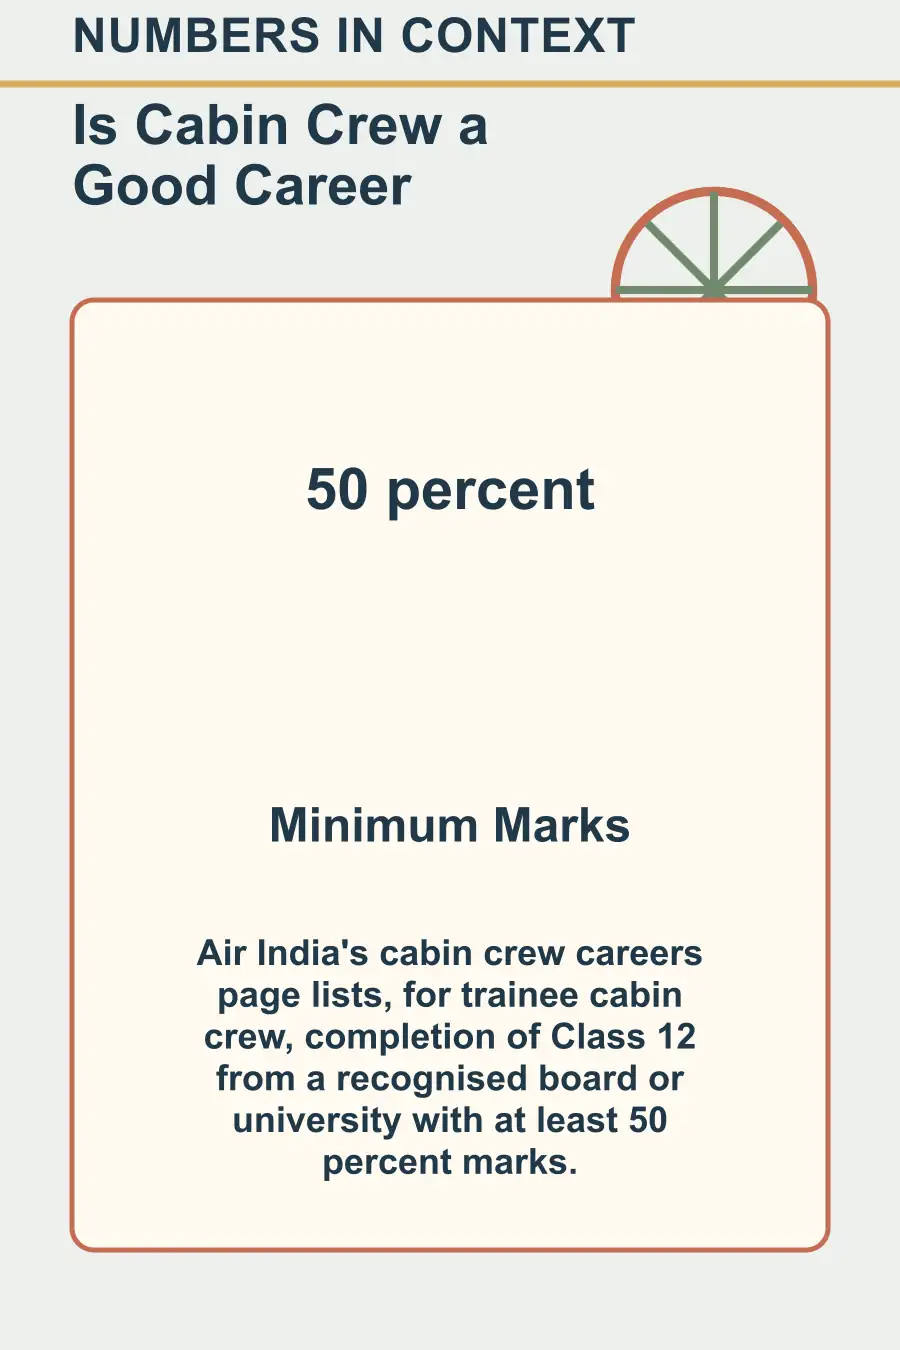 NUMBERS IN CONTEXT
Is Cabin Crew a
Good Career
50 percent
Minimum Marks
Air India's cabin crew careers
page lists, for trainee cabin
crew, completion of Class 12
from a recognised board or
university with at least 50
percent marks.